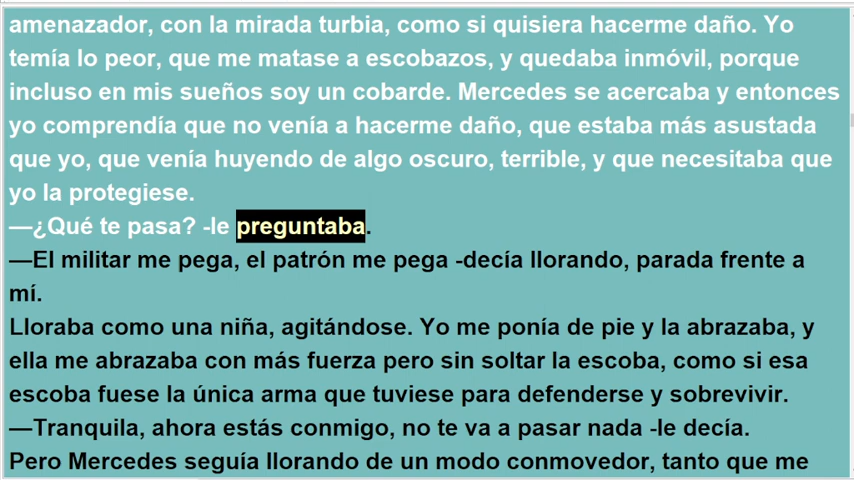 amenazador, con la mirada turbia, como si quisiera hacerme daño. Yo
temía lo peor, que me matase a escobazos, y quedaba inmóvil, porque
incluso en mis sueños soy un cobarde. Mercedes se acercaba y entonces
yo comprendía que no venía a hacerme daño, que estaba más asustada
que yo, que venía huyendo de algo oscuro, terrible, y que necesitaba que
yo la protegiese.
—¿Qué te pasa? -le preguntaba.
—El militar me pega, el patrón me pega -decía llorando, parada frente a
mí.
Lloraba como una niña, agitándose. Yo me ponía de pie y la abrazaba, y
ella me abrazaba con más fuerza pero sin soltar la escoba, como si esa
escoba fuese la única arma que tuviese para defenderse y sobrevivir.
—Tranquila, ahora estás conmigo, no te va a pasar nada -le decía.
Pero Mercedes seguía llorando de un modo conmovedor, tanto que me